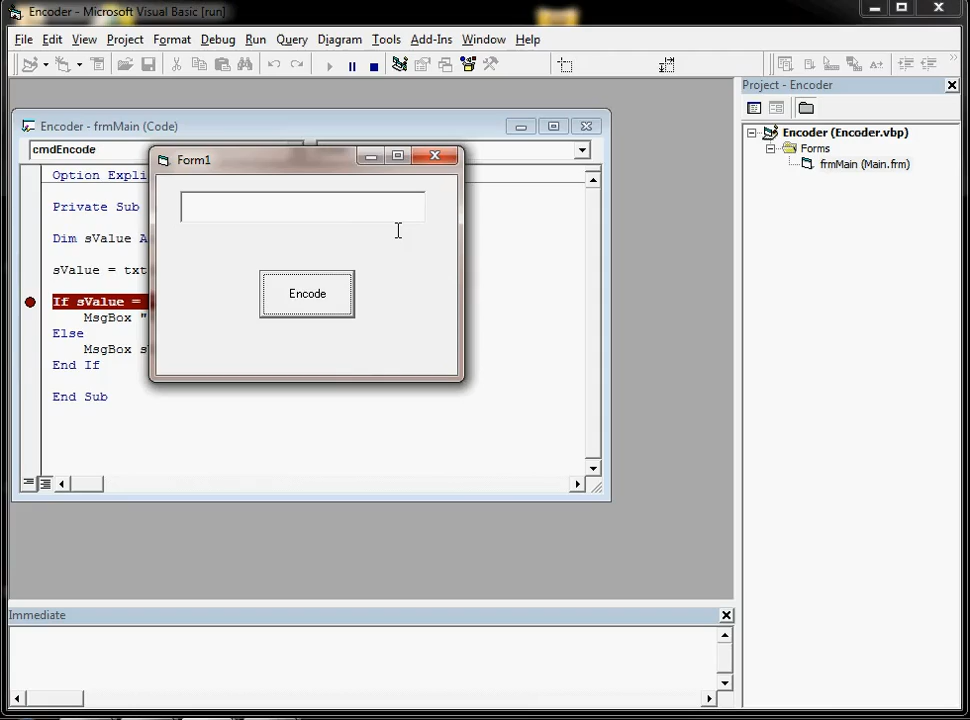 Encoder - Microsoft Visual Basic [run]
File Edit View Project Format Debug Run Query Diagram Tools Add-Ins Window Help
Project - Encoder
Encoder (Encoder.vbp)
Forms
frmMain (Main.frm)
Encoder - frmMain (Code)
cmdEncode
Form1
Encode
Option Expli
Private Sub
Dim sValue A
sValue = txt
If sValue =
MsgBox "
Else
MsgBox s
End If
End Sub
Immediate